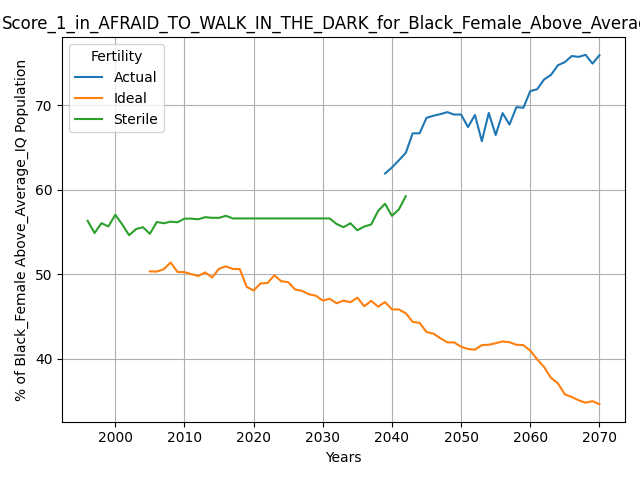 Score_1_in_AFRAID_TO_WALK_IN_THE_DARK_for_Black_Female_Above_Avera
Fertility
Actual
Ideal
Sterile
% of Black_Female Above_Average_IQ Population
70
60
50
40
2000 2010 2020 2030 2040 2050 2060 2070
Years